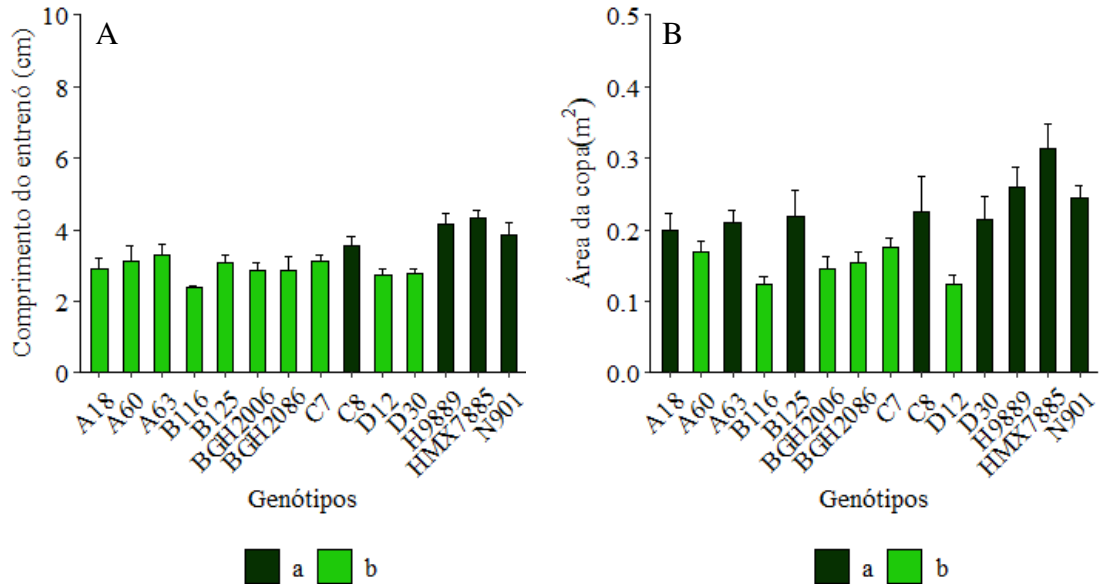 A
Comprimento do entrenó (cm)
10
8
6
4
2
0
A18
A60
A63
B116
B125
BGH2006
BGH2086
C7
C8
D12
D30
H9889
HMX7885
N901
Genótipos
a b
B
Área da copa(m²)
0.5
0.4
0.3
0.2
0.1
0.0
A18
A60
A63
B116
B125
BGH2006
BGH2086
C7
C8
D12
D30
H9889
HMX7885
N901
Genótipos
a b